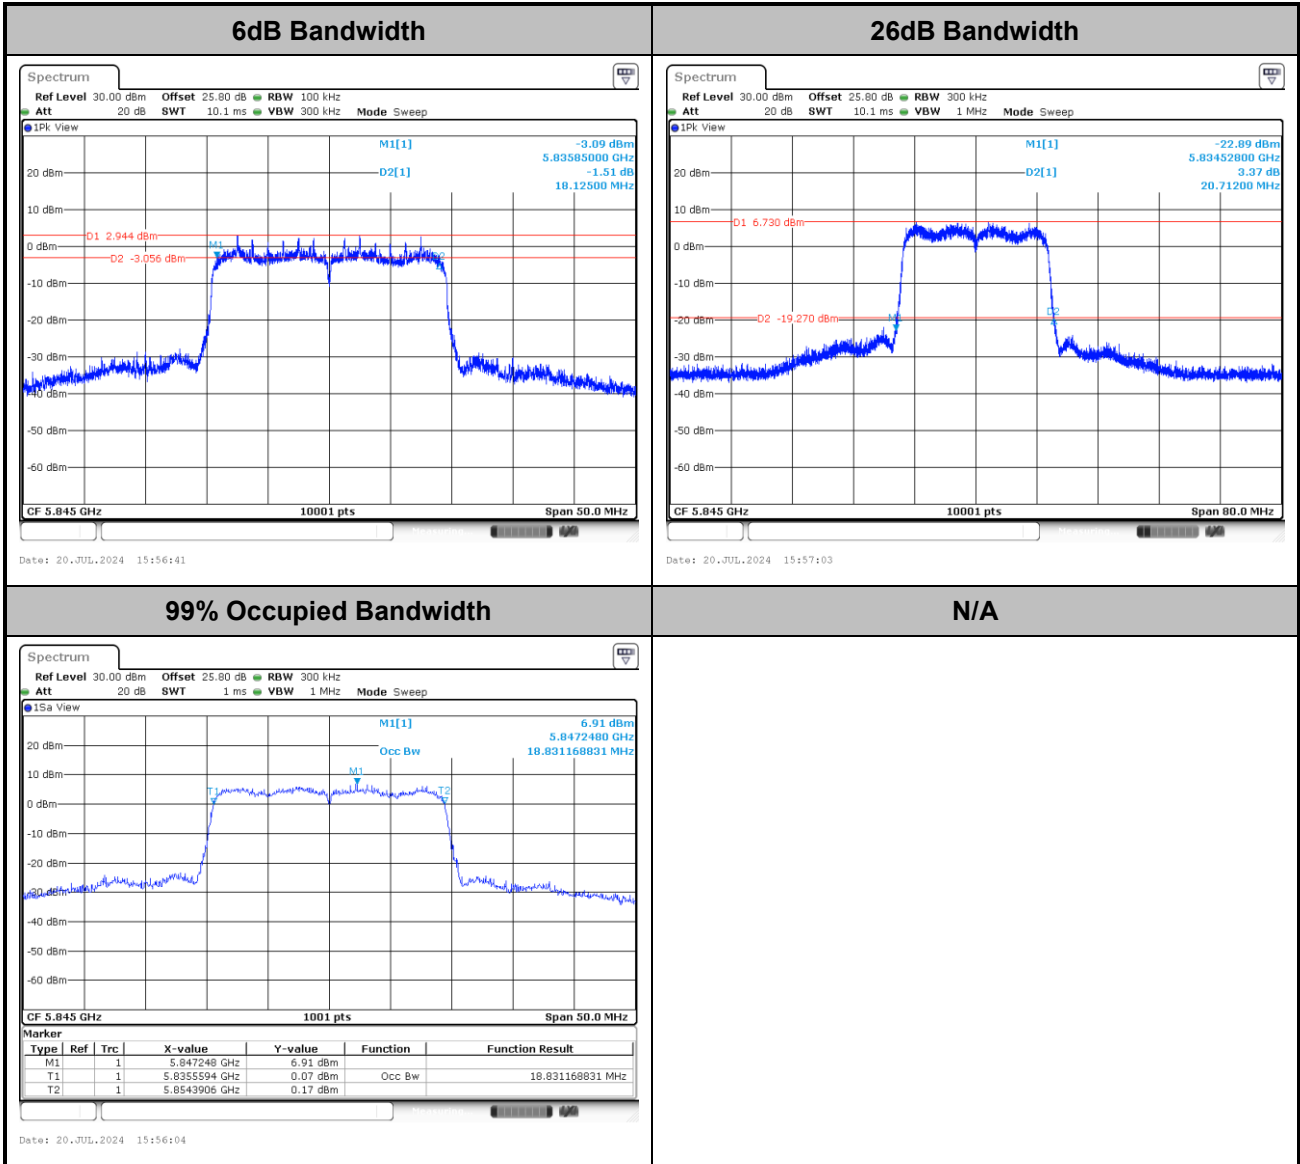 6dB Bandwidth
26dB Bandwidth
Spectrum
Ref Level 30.00 dBm Offset 25.80 dB RBW 100 kHz
Att 20 dB SWT 10.1 ms VBW 300 kHz Mode Sweep
1Pk View
M1[1] -3.09 dBm
5.83585000 GHz
D2[1] -1.51 dB
18.12500 MHz
20 dBm
10 dBm
D1 2.944 dBm
0 dBm
M1
D2 -3.056 dBm
D2
-10 dBm
-20 dBm
-30 dBm
-40 dBm
-50 dBm
-60 dBm
CF 5.845 GHz 10001 pts Span 50.0 MHz
Date: 20.JUL.2024 15:56:41
Spectrum
Ref Level 30.00 dBm Offset 25.80 dB RBW 300 kHz
Att 20 dB SWT 10.1 ms VBW 1 MHz Mode Sweep
1Pk View
M1[1] -22.89 dBm
5.83452800 GHz
D2[1] 3.37 dB
20.71200 MHz
20 dBm
10 dBm
D1 6.730 dBm
0 dBm
-10 dBm
-20 dBm
D2 -19.270 dBm
M1
D2
-30 dBm
-40 dBm
-50 dBm
-60 dBm
CF 5.845 GHz 10001 pts Span 80.0 MHz
Date: 20.JUL.2024 15:57:03
99% Occupied Bandwidth
N/A
Spectrum
Ref Level 30.00 dBm Offset 25.80 dB RBW 300 kHz
Att 20 dB SWT 1 ms VBW 1 MHz Mode Sweep
1Sa View
M1[1] 6.91 dBm
5.8472480 GHz
Occ Bw 18.831168831 MHz
20 dBm
10 dBm
M1
T1
T2
0 dBm
-10 dBm
-20 dBm
-30 dBm
-40 dBm
-50 dBm
-60 dBm
CF 5.845 GHz 1001 pts Span 50.0 MHz
Marker
Type Ref Trc X-value Y-value Function Function Result
M1 1 5.847248 GHz 6.91 dBm
T1 1 5.8355594 GHz 0.07 dBm Occ Bw 18.831168831 MHz
T2 1 5.8543906 GHz 0.17 dBm
Date: 20.JUL.2024 15:56:04